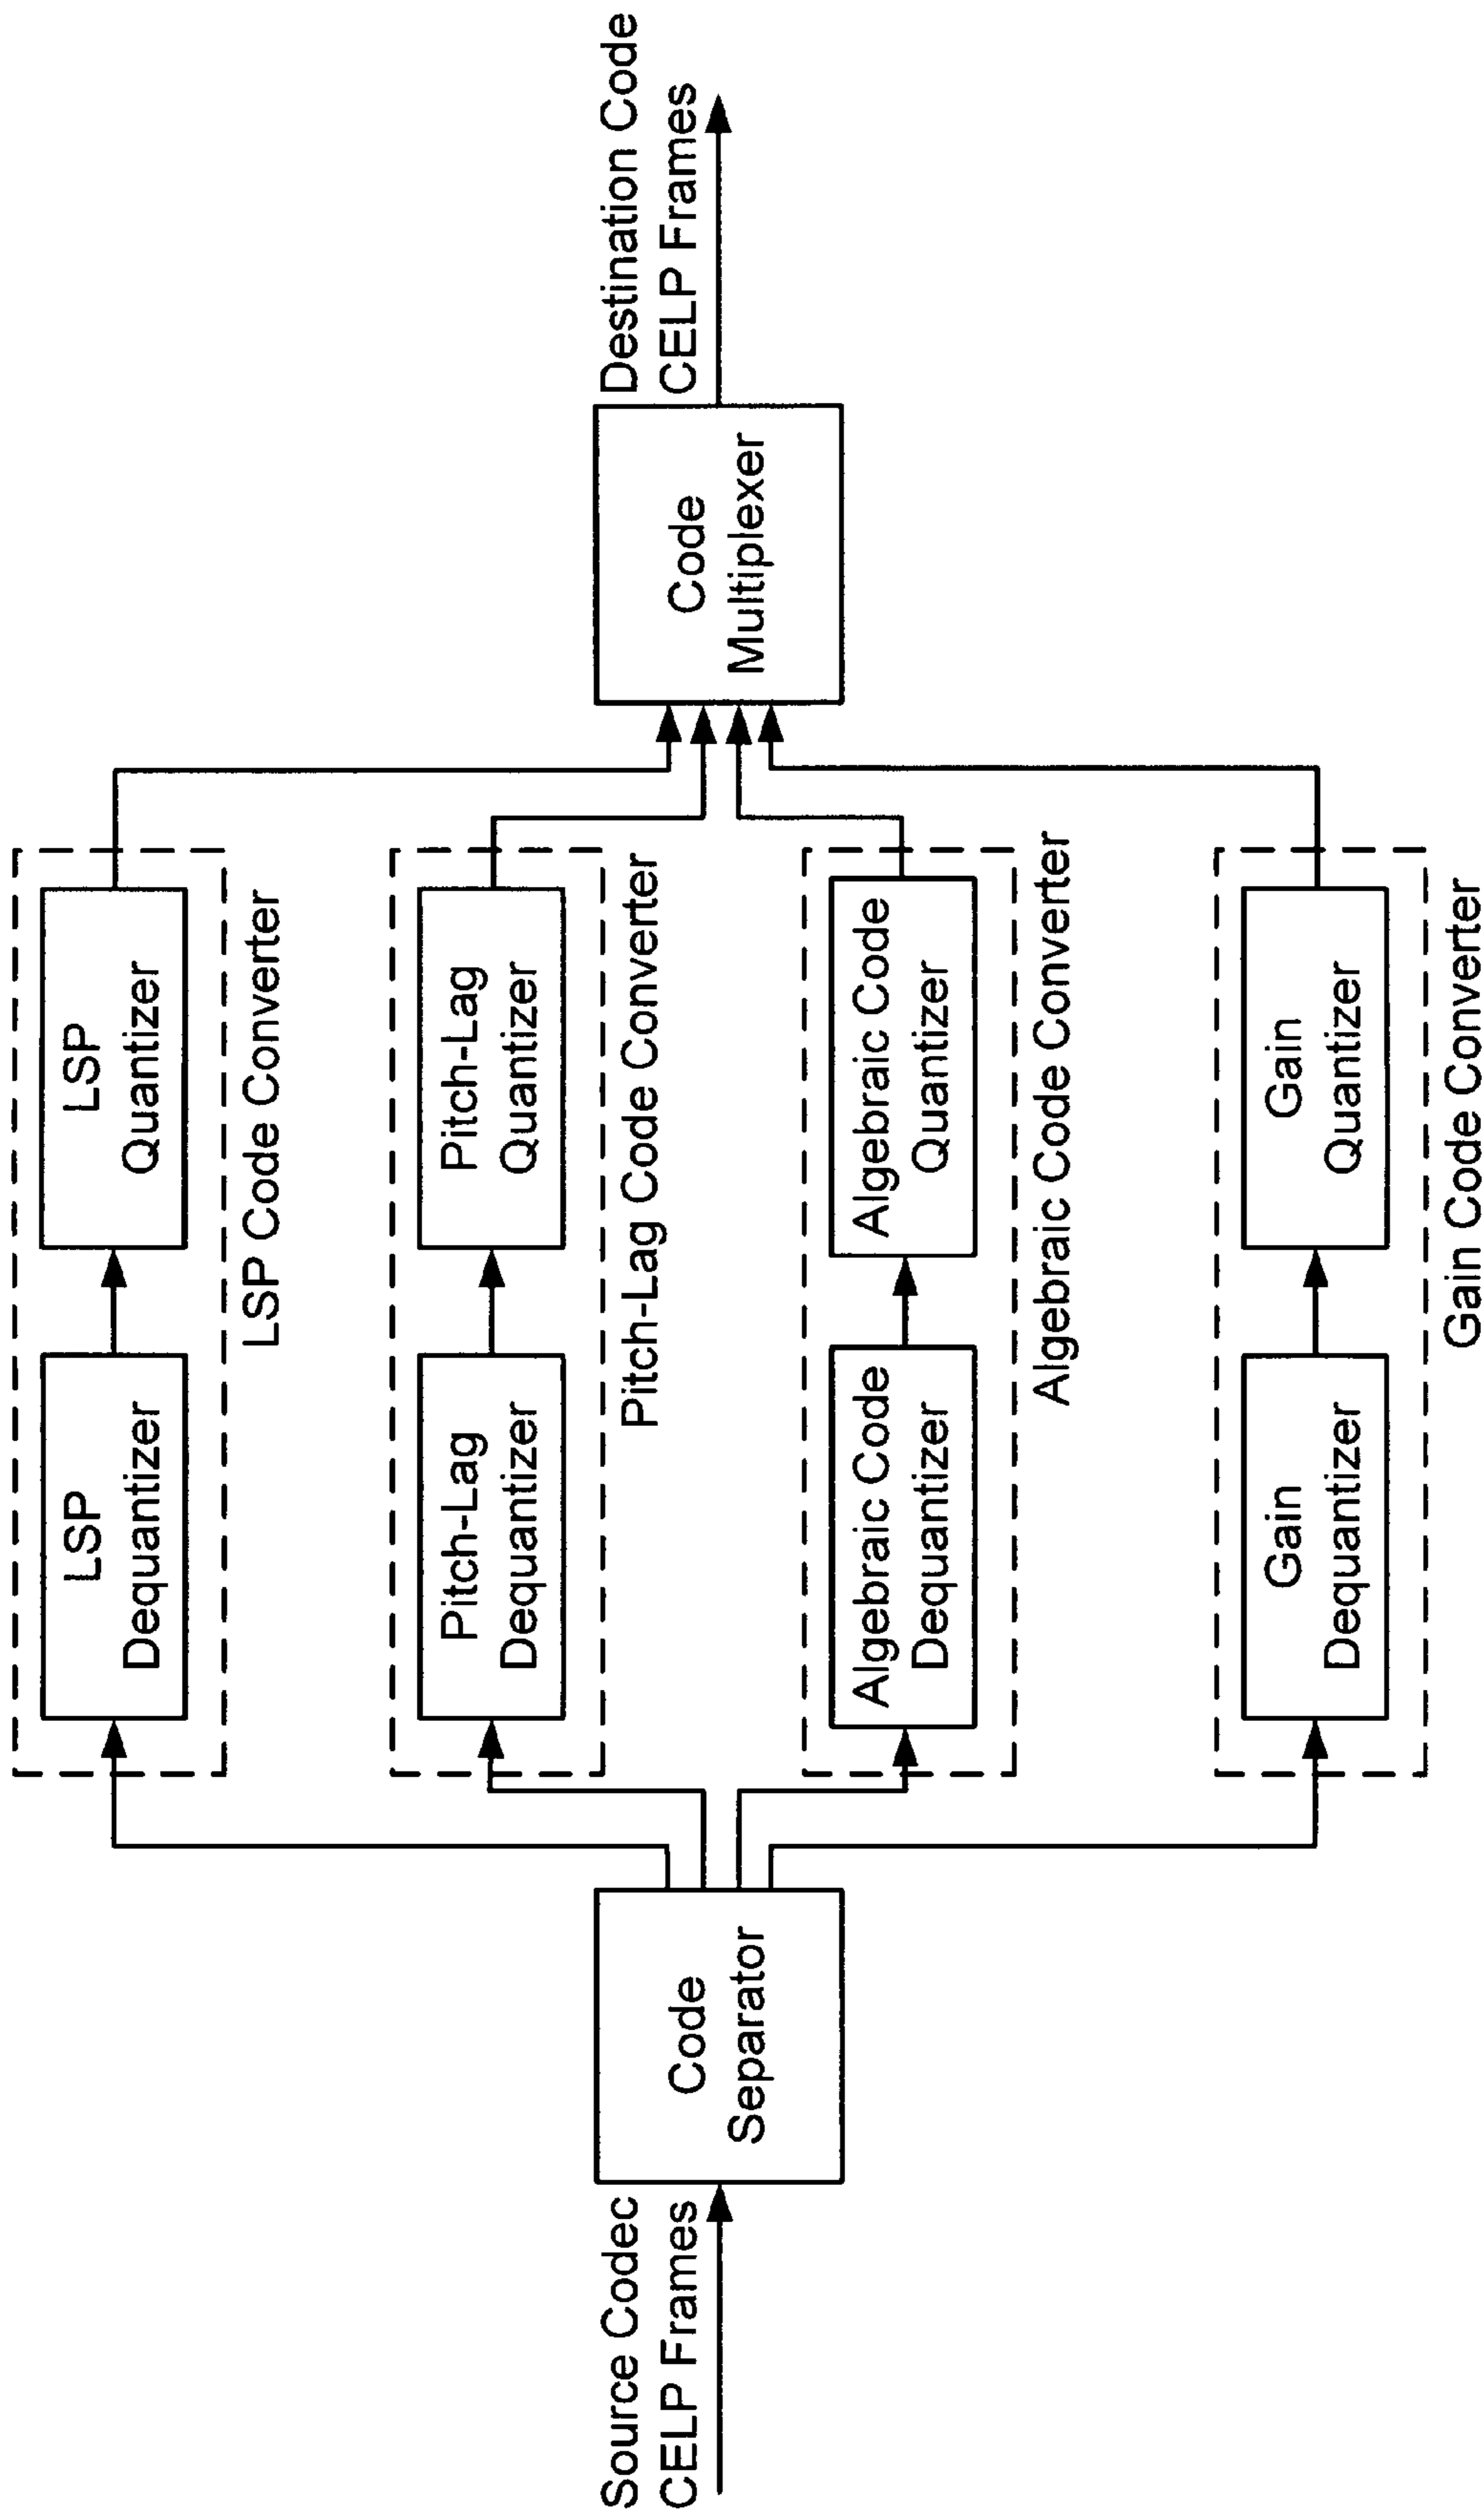 Source Codec
CELP Frames
Code
Separator
LSP
Dequantizer
LSP
Quantizer
LSP Code Converter
Pitch-Lag
Dequantizer
Pitch-Lag
Quantizer
Pitch-Lag Code Converter
Algebraic Code
Dequantizer
Algebraic Code
Quantizer
Algebraic Code Converter
Gain
Dequantizer
Gain
Quantizer
Gain Code Converter
Code
Multiplexer
Destination Code
CELP Frames